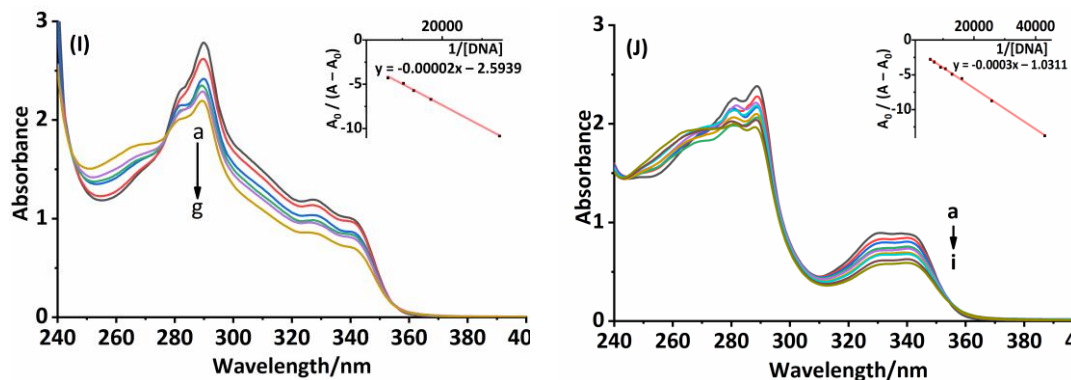 (I)
20000
1/[DNA]
y = -0.00002x − 2.5939
A₀ / (A − A₀)
0
-5
-10
a
g
Absorbance
3
2
1
0
240 260 280 300 320 340 360 380 40
Wavelength/nm
(J)
20000 40000
1/[DNA]
y = -0.0003x − 1.0311
A₀ / (A − A₀)
0
-5
-10
a
i
Absorbance
3
2
1
0
240 260 280 300 320 340 360 380 40
Wavelength/nm